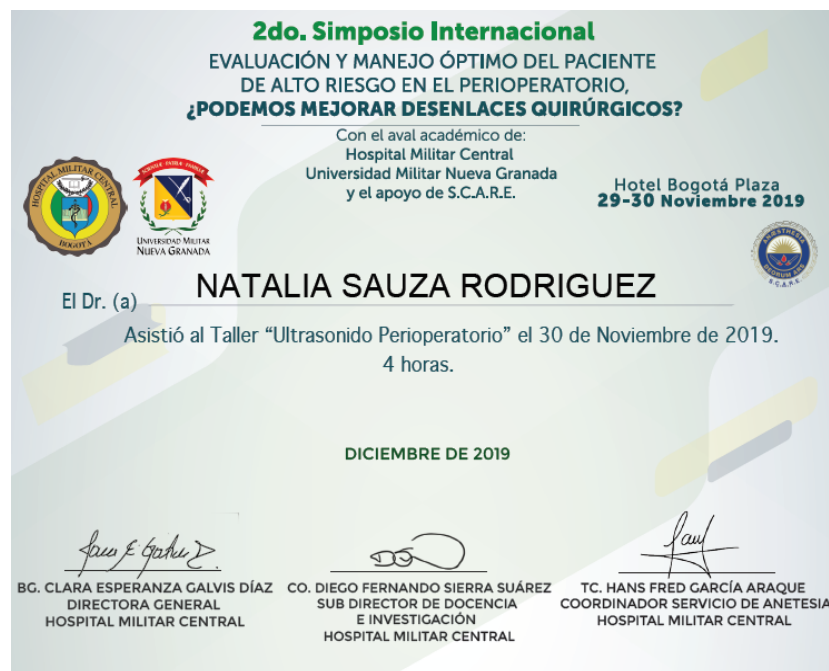 2do. Simposio Internacional
EVALUACIÓN Y MANEJO ÓPTIMO DEL PACIENTE
DE ALTO RIESGO EN EL PERIOPERATORIO,
¿PODEMOS MEJORAR DESENLACES QUIRÚRGICOS?
Con el aval académico de:
Hospital Militar Central
Universidad Militar Nueva Granada
y el apoyo de S.C.A.R.E.
Hotel Bogotá Plaza
29-30 Noviembre 2019
HOSPITAL MILITAR CENTRAL
BOGOTÁ
UNIVERSIDAD MILITAR
NUEVA GRANADA
S.C.A.R.E
El Dr. (a)
NATALIA SAUZA RODRIGUEZ
Asistió al Taller “Ultrasonido Perioperatorio” el 30 de Noviembre de 2019.
4 horas.
DICIEMBRE DE 2019
BG. CLARA ESPERANZA GALVIS DÍAZ
DIRECTORA GENERAL
HOSPITAL MILITAR CENTRAL
CO. DIEGO FERNANDO SIERRA SUÁREZ
SUB DIRECTOR DE DOCENCIA
E INVESTIGACIÓN
HOSPITAL MILITAR CENTRAL
TC. HANS FRED GARCÍA ARAQUE
COORDINADOR SERVICIO DE ANETESIA
HOSPITAL MILITAR CENTRAL